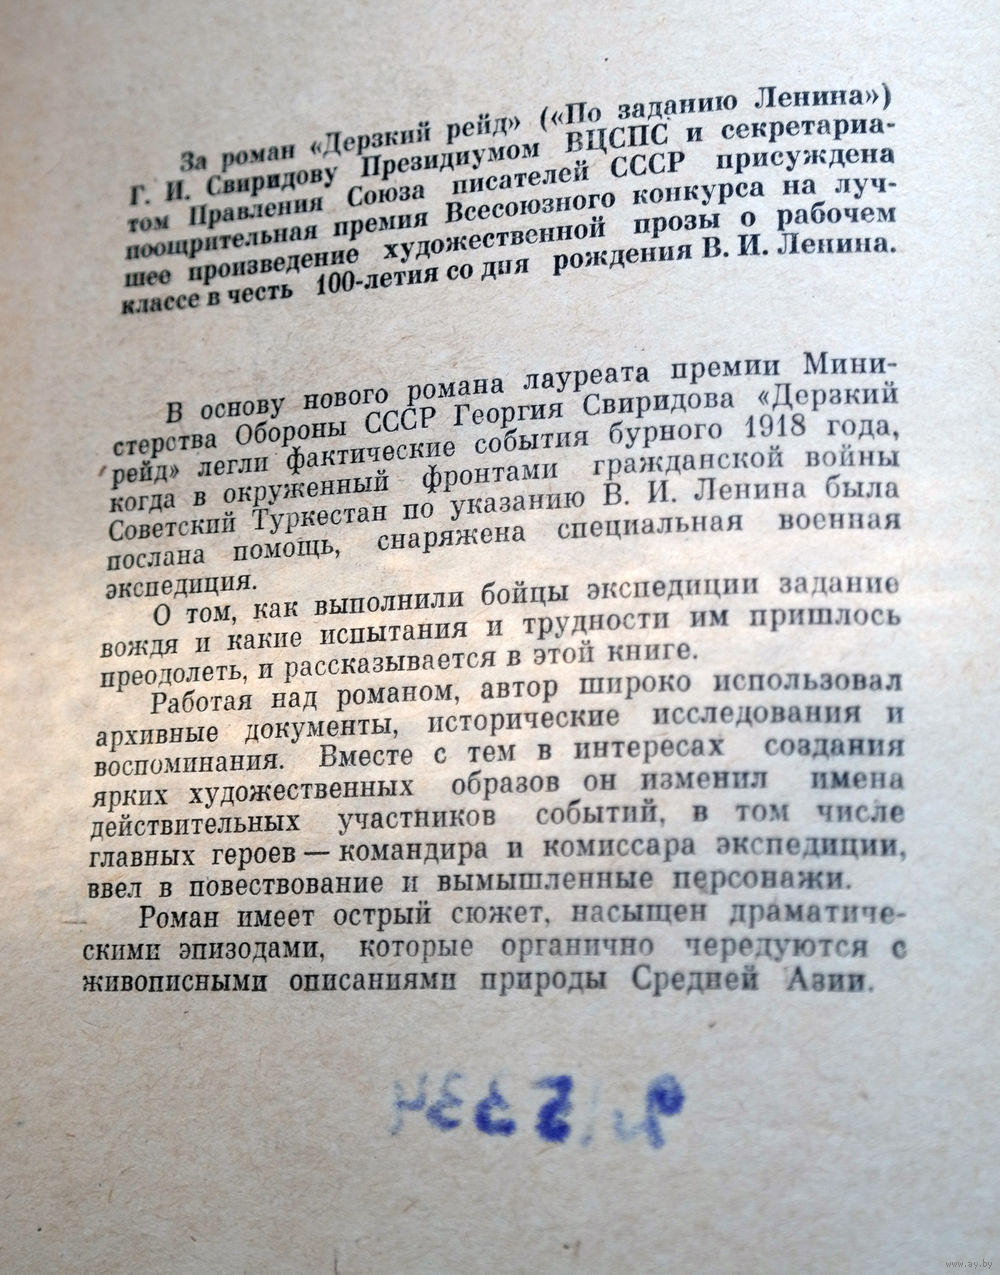 За роман «Дерзкий рейд» («По заданию Ленина»)
Г. И. Свиридову Президиумом ВЦСПС и секретариа-
том Правления Союза писателей СССР присуждена
поощрительная премия Всесоюзного конкурса на луч-
шее произведение художественной прозы о рабочем
классе в честь 100-летия со дня рождения В. И. Ленина.
В основу нового романа лауреата премии Мини-
стерства Обороны СССР Георгия Свиридова «Дерзкий
рейд» легли фактические события бурного 1918 года,
когда в окруженный фронтами гражданской войны
Советский Туркестан по указанию В. И. Ленина была
послана помощь, снаряжена специальная военная
экспедиция.
О том, как выполнили бойцы экспедиции задание
вождя и какие испытания и трудности им пришлось
преодолеть, и рассказывается в этой книге.
Работая над романом, автор широко использовал
архивные документы, исторические исследования и
воспоминания. Вместе с тем в интересах создания
ярких художественных образов он изменил имена
действительных участников событий, в том числе
главных героев — командира и комиссара экспедиции,
ввел в повествование и вымышленные персонажи.
Роман имеет острый сюжет, насыщен драматиче-
скими эпизодами, которые органично чередуются с
живописными описаниями природы Средней Азии.
www.ay.by